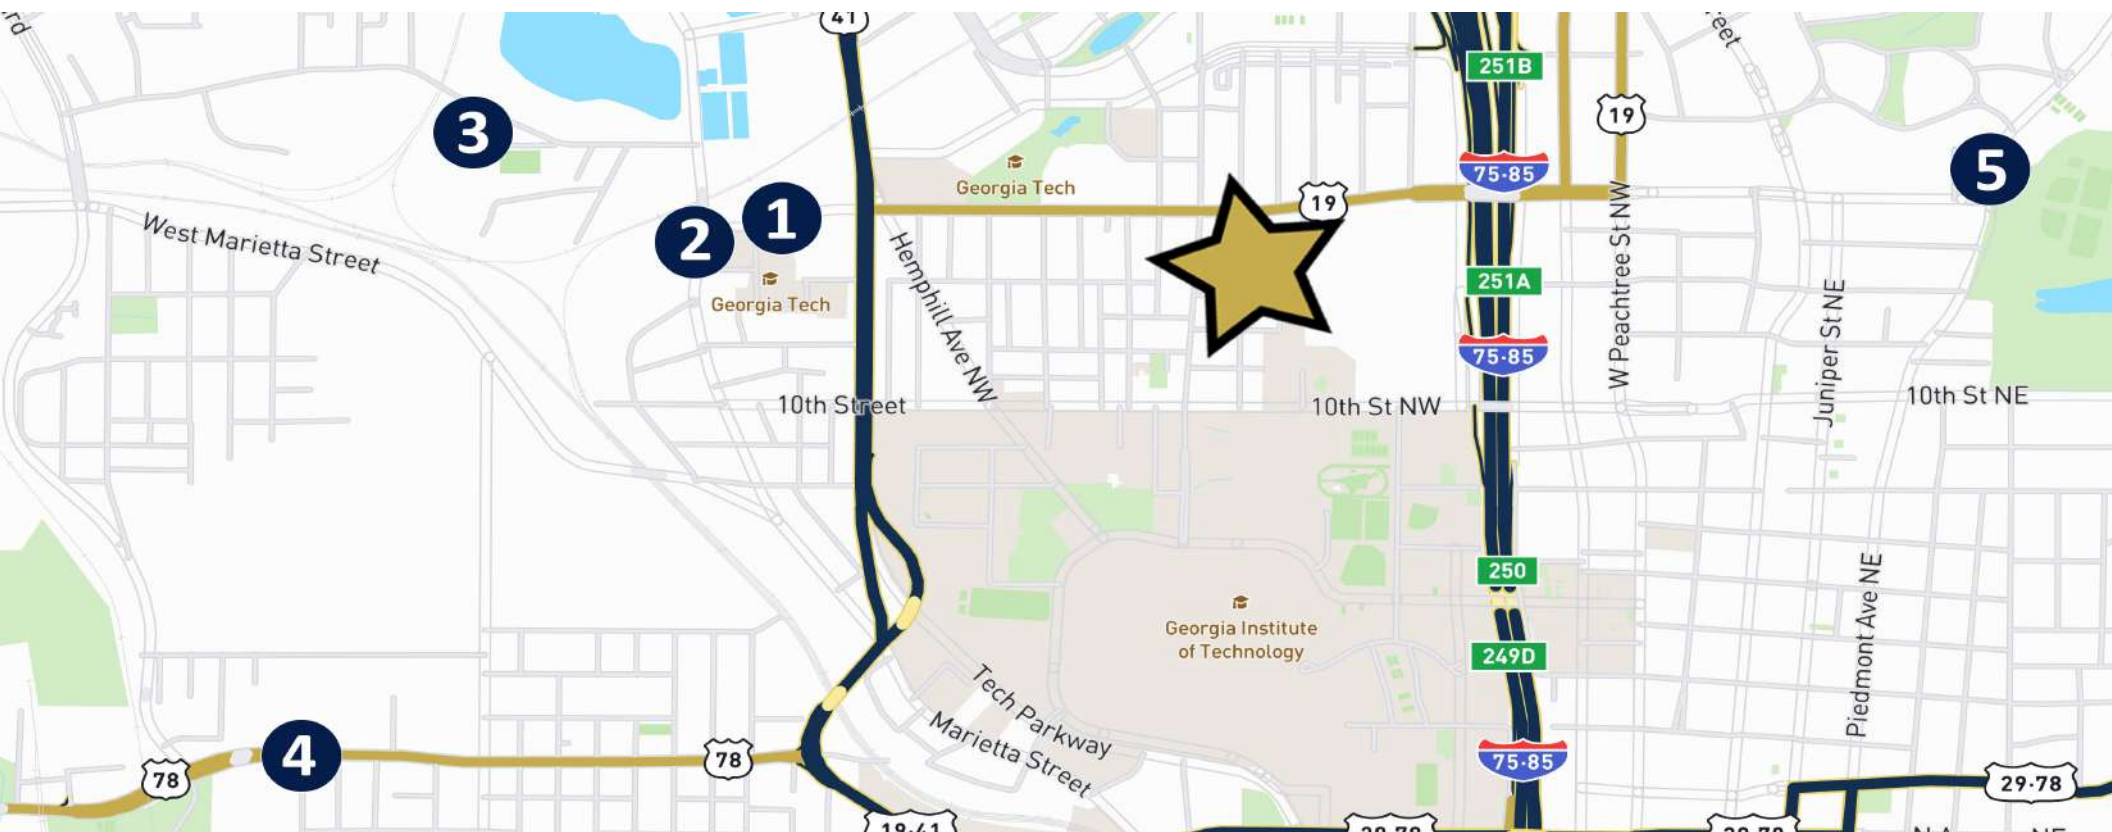 41
251B
19
3
75·85
5
Georgia Tech
19
1
2
West Marietta Street
Hemphill Ave NW
W Peachtree St NW
251A
Georgia Tech
Juniper St NE
75·85
10th Street
10th St NW
10th St NE
250
Georgia Institute
of Technology
249D
Piedmont Ave NE
Tech Parkway
Marietta Street
4
78
78
75·85
29·78